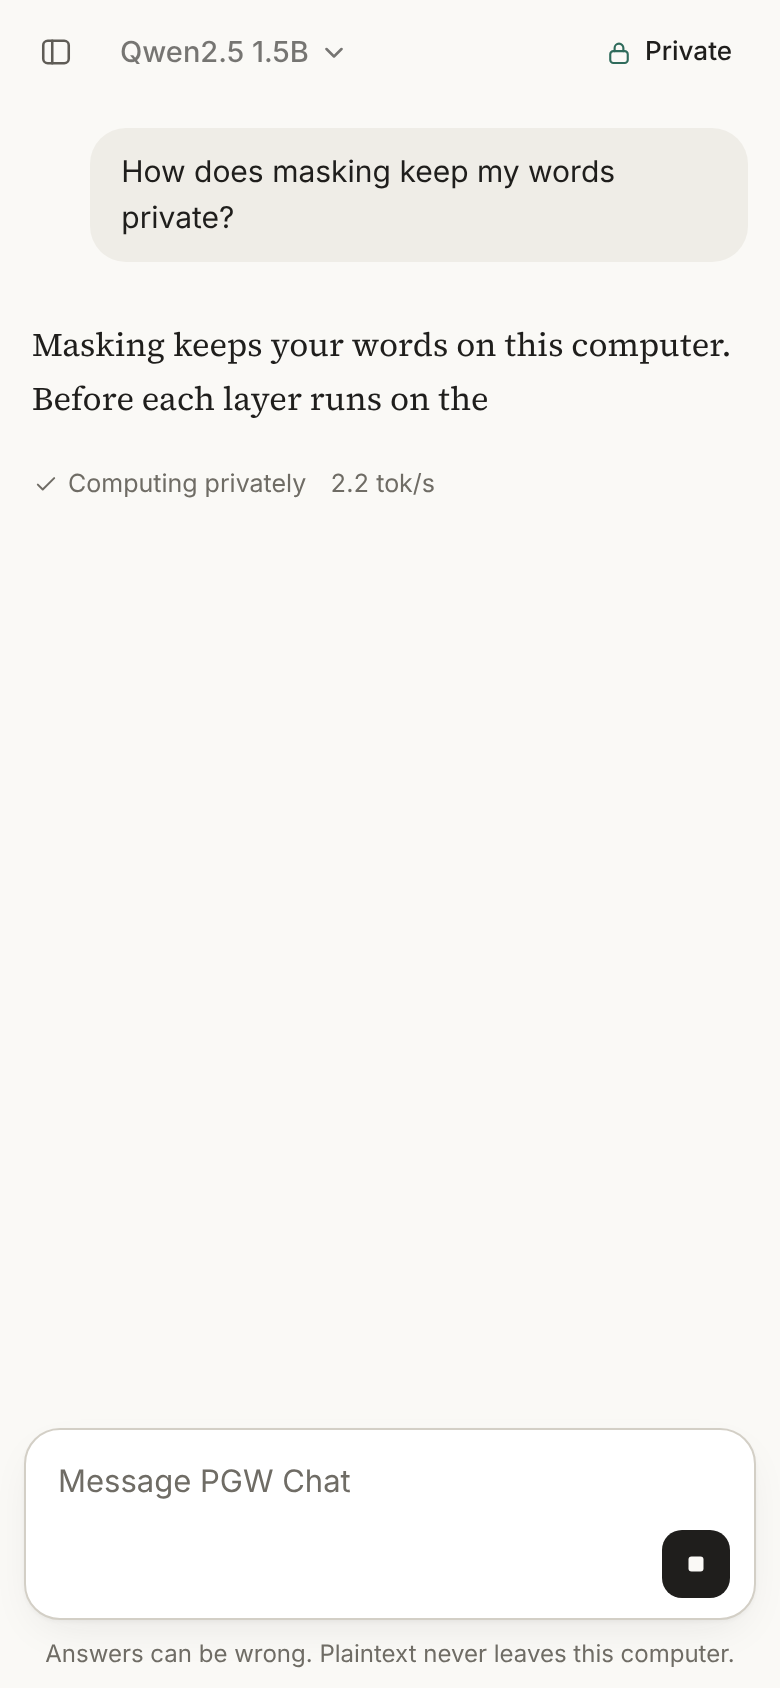 Qwen2.5 1.5B
Private
How does masking keep my words
private?
Masking keeps your words on this computer.
Before each layer runs on the
Computing privately 2.2 tok/s
Message PGW Chat
Answers can be wrong. Plaintext never leaves this computer.